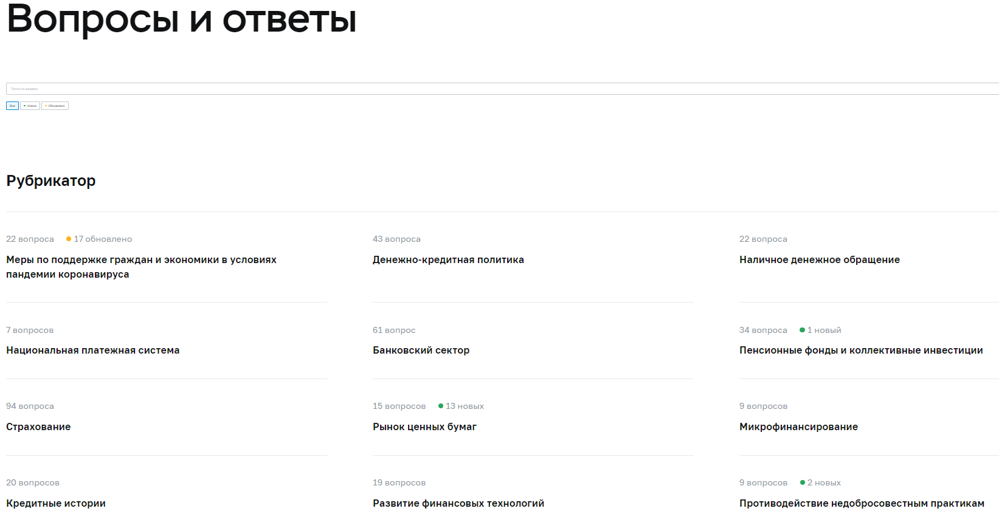 Вопросы и ответы
Поиск по разделу
Все
Новое
Обновлено
Рубрикатор
22 вопроса 17 обновлено
Меры по поддержке граждан и экономики в условиях
пандемии коронавируса
43 вопроса
Денежно-кредитная политика
22 вопроса
Наличное денежное обращение
7 вопросов
Национальная платежная система
61 вопрос
Банковский сектор
34 вопроса 1 новый
Пенсионные фонды и коллективные инвестиции
94 вопроса
Страхование
15 вопросов 13 новых
Рынок ценных бумаг
9 вопросов
Микрофинансирование
20 вопросов
Кредитные истории
19 вопросов
Развитие финансовых технологий
9 вопросов 2 новых
Противодействие недобросовестным практикам